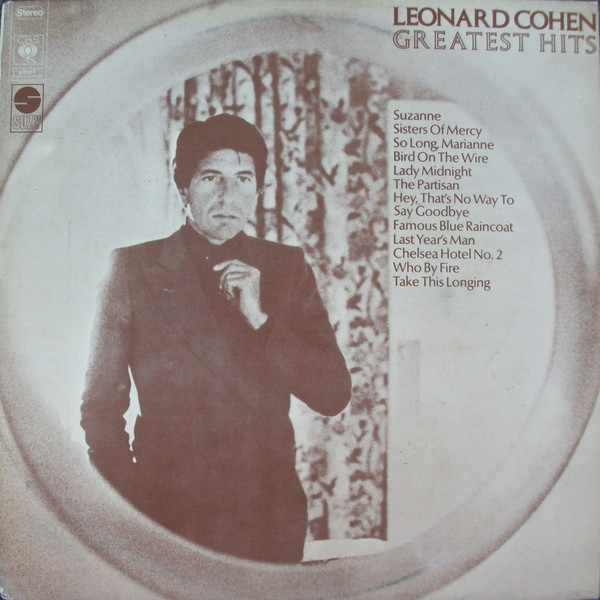 Stereo
CBS
SUZY
LEONARD COHEN
GREATEST HITS
Suzanne
Sisters Of Mercy
So Long, Marianne
Bird On The Wire
Lady Midnight
The Partisan
Hey, That's No Way To
Say Goodbye
Famous Blue Raincoat
Last Year's Man
Chelsea Hotel No. 2
Who By Fire
Take This Longing